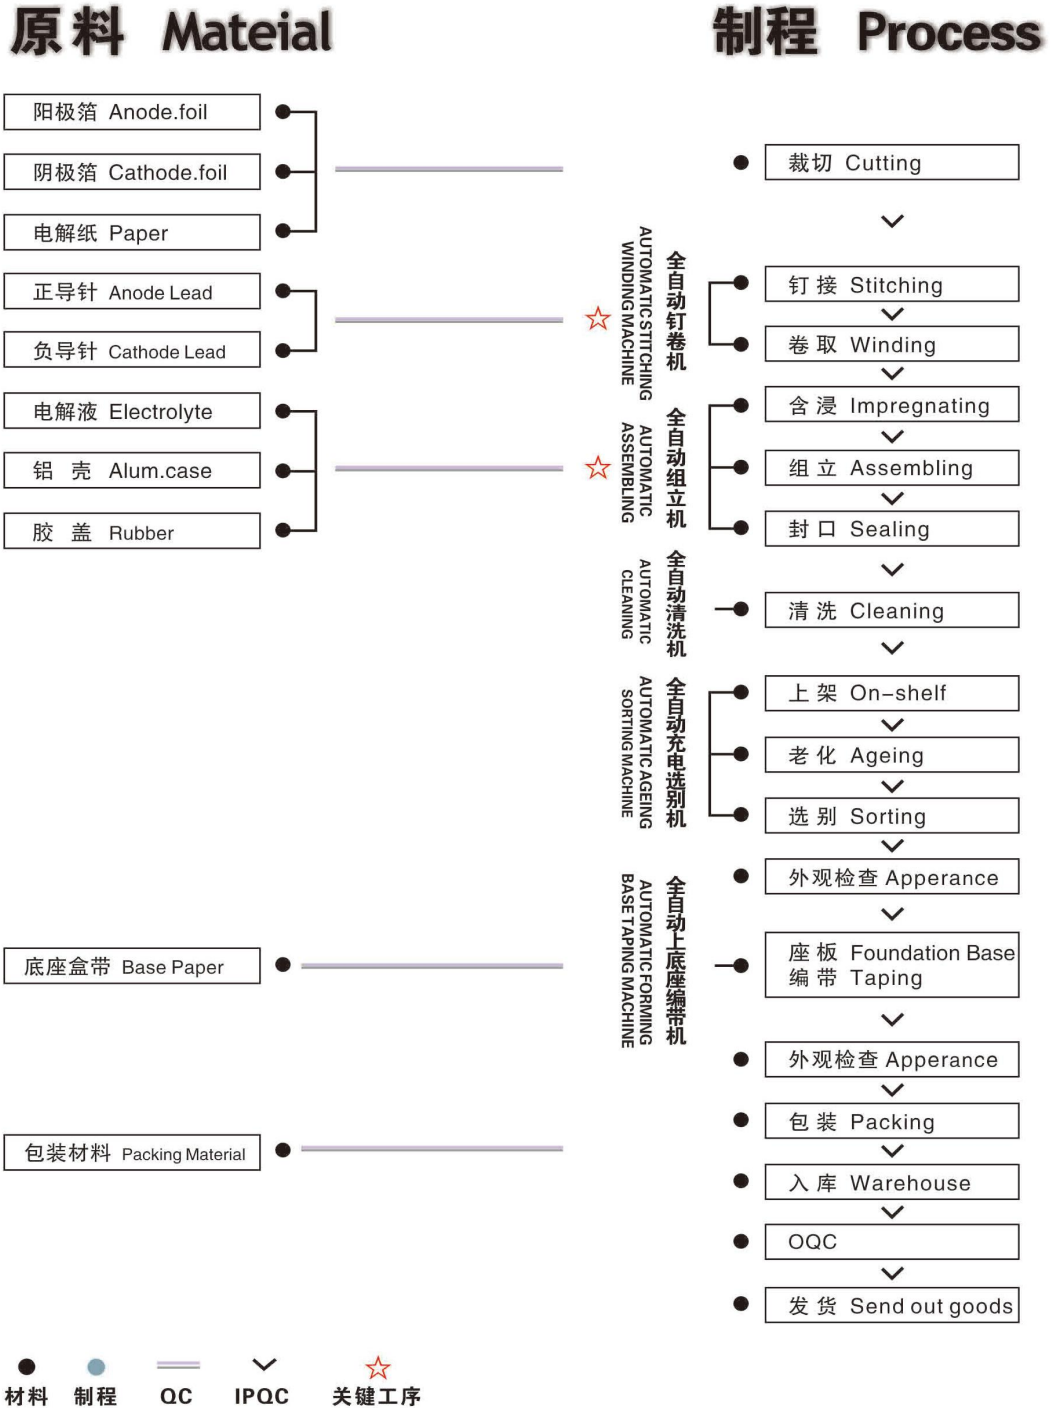 原料 Mateial
制程 Process
阳极箔 Anode.foil
阴极箔 Cathode.foil
电解纸 Paper
正导针 Anode Lead
负导针 Cathode Lead
电解液 Electrolyte
铝 壳 Alum.case
胶 盖 Rubber
底座盒带 Base Paper
包装材料 Packing Material
全自动钉卷机
AUTOMATIC STITCHING
WINDING MACHINE
全自动组立机
AUTOMATIC
ASSEMBLING
全自动清洗机
AUTOMATIC
CLEANING
全自动充电选别机
AUTOMATIC AGEING
SORTING MACHINE
全自动上底座编带机
AUTOMATIC FORMING
BASE TAPING MACHINE
裁切 Cutting
钉接 Stitching
卷取 Winding
含浸 Impregnating
组立 Assembling
封口 Sealing
清洗 Cleaning
上架 On-shelf
老化 Ageing
选别 Sorting
外观检查 Apperance
座板 Foundation Base
编带 Taping
外观检查 Apperance
包装 Packing
入库 Warehouse
OQC
发货 Send out goods
材料 制程 QC IPQC 关键工序